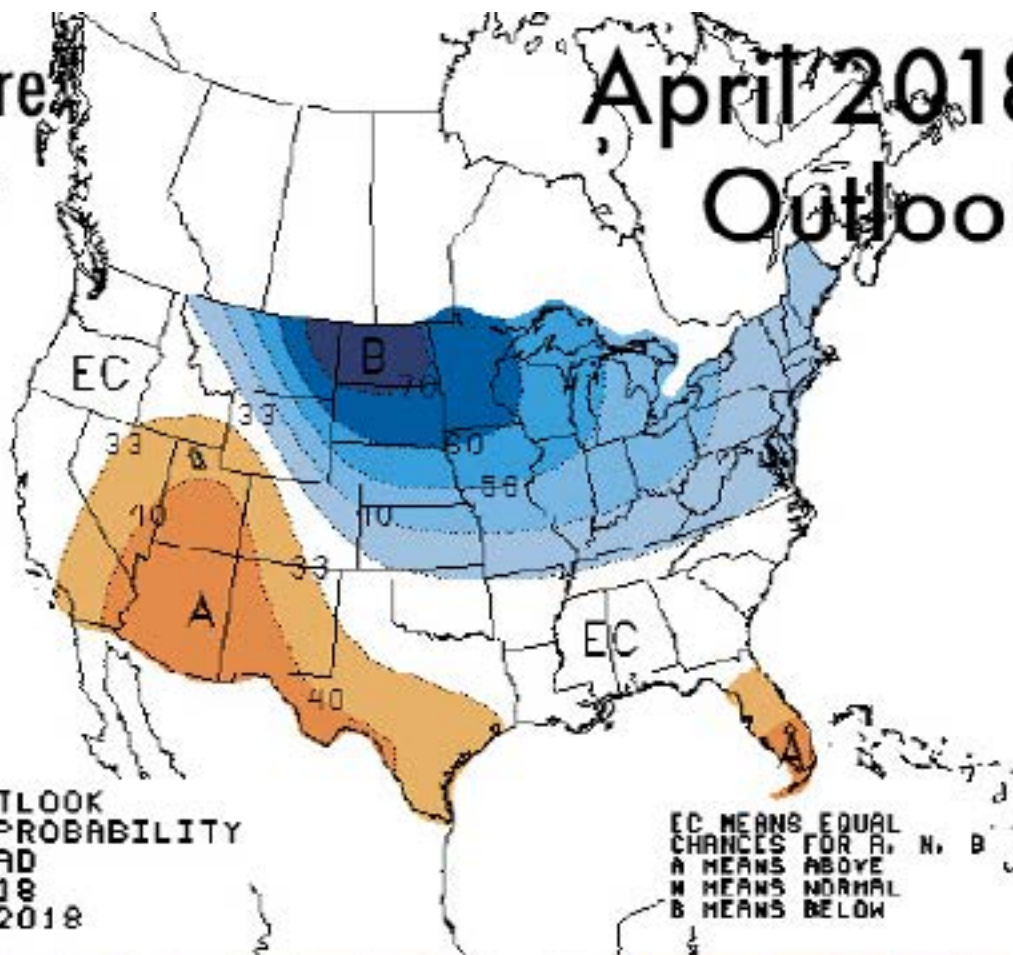 re
April 2018
Outlook
B
70
EC
33
33
60
50
40
40
33
A
EC
40
A
TLOOK
PROBABILITY
AD
18
2018
EC MEANS EQUAL
CHANCES FOR A, N, B
A MEANS ABOVE
N MEANS NORMAL
B MEANS BELOW